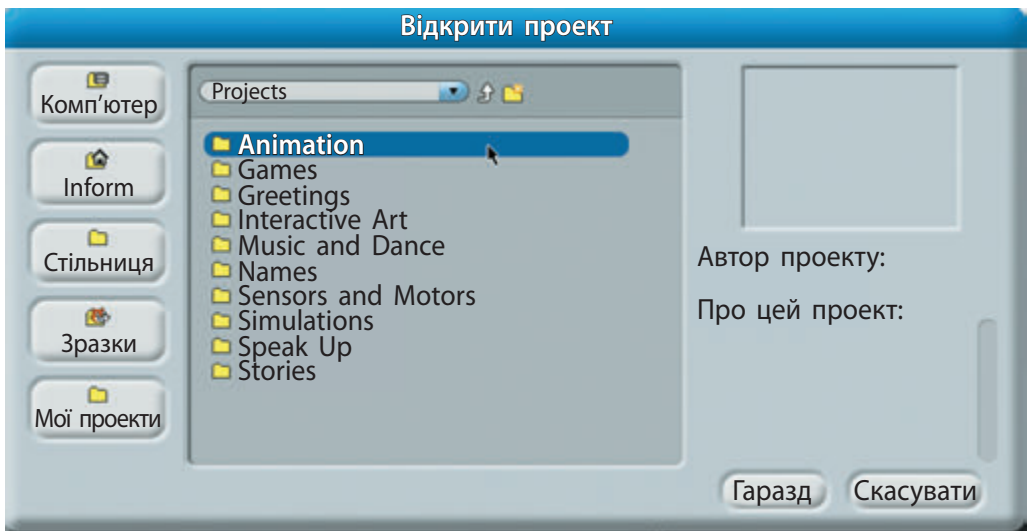 Відкрити проект
Комп'ютер
Inform
Стільниця
Зразки
Мої проекти
Projects
Animation
Games
Greetings
Interactive Art
Music and Dance
Names
Sensors and Motors
Simulations
Speak Up
Stories
Автор проекту:
Про цей проект:
Гаразд
Скасувати